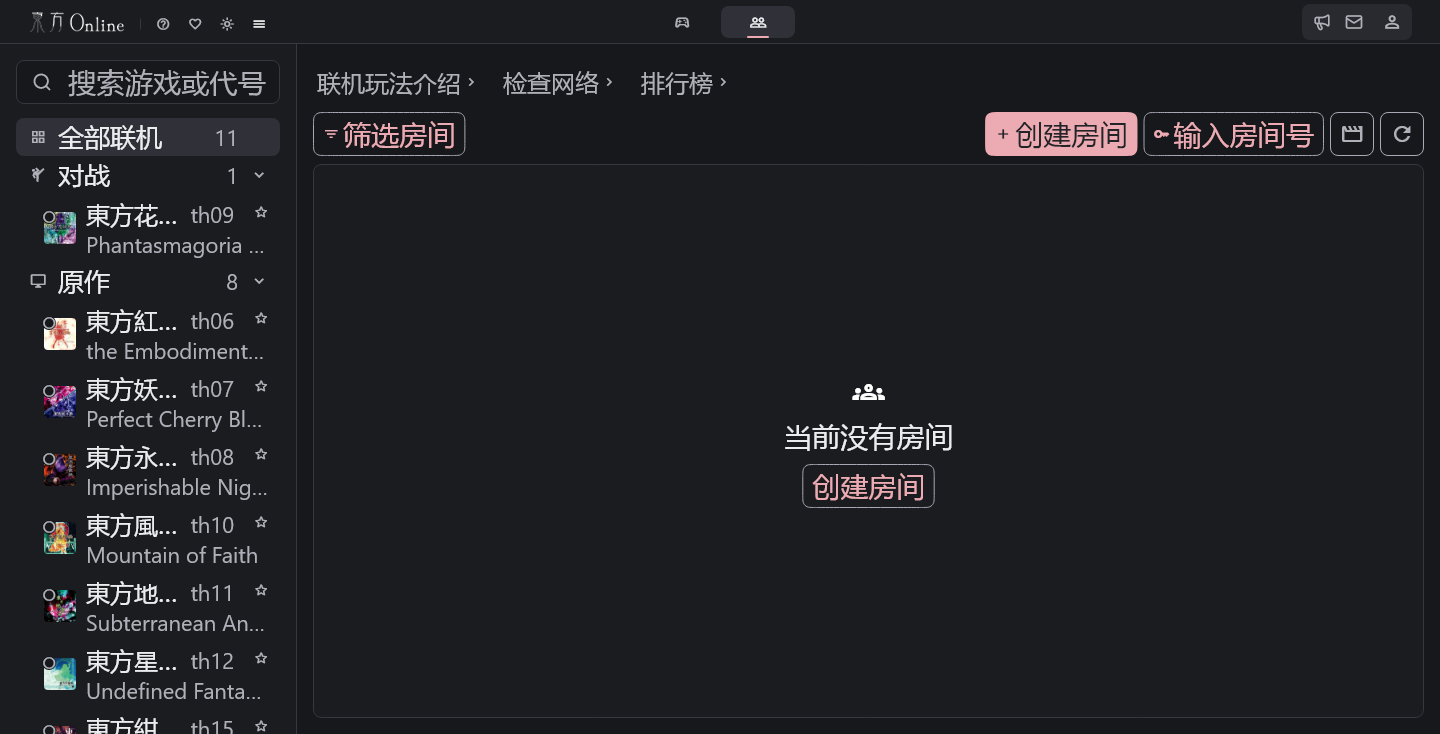 東方Online
搜索游戏或代号
全部联机 11
对战 1
東方花... th09
Phantasmagoria ...
原作 8
東方紅... th06
the Embodiment...
東方妖... th07
Perfect Cherry Bl...
東方永... th08
Imperishable Nig...
東方風... th10
Mountain of Faith
東方地... th11
Subterranean An...
東方星... th12
Undefined Fanta...
東方紺 th15
联机玩法介绍 检查网络 排行榜
筛选房间
+ 创建房间 输入房间号
当前没有房间
创建房间